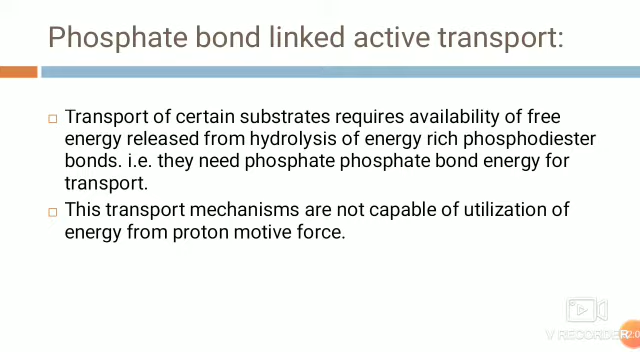 Phosphate bond linked active transport:
Transport of certain substrates requires availability of free
energy released from hydrolysis of energy rich phosphodiester
bonds. i.e. they need phosphate phosphate bond energy for
transport.
This transport mechanisms are not capable of utilization of
energy from proton motive force.
V RECORDER